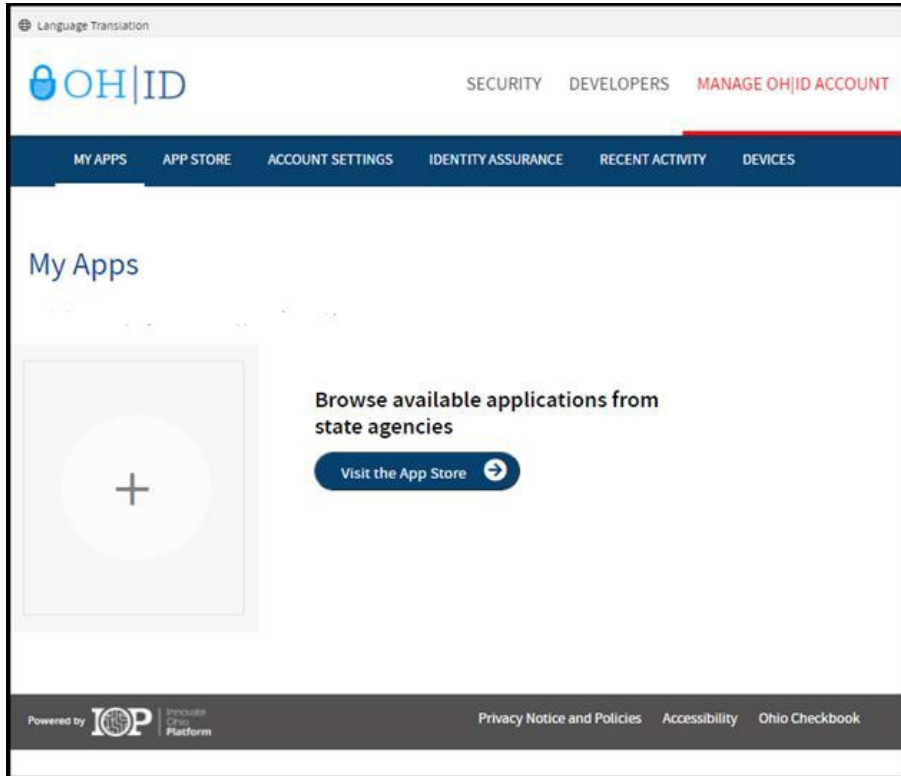 Language Translation
OH|ID
SECURITY DEVELOPERS MANAGE OH|ID ACCOUNT
MY APPS APP STORE ACCOUNT SETTINGS IDENTITY ASSURANCE RECENT ACTIVITY DEVICES
My Apps
Browse available applications from
state agencies
Visit the App Store
Powered by IOP Innovate Ohio Platform
Privacy Notice and Policies Accessibility Ohio Checkbook